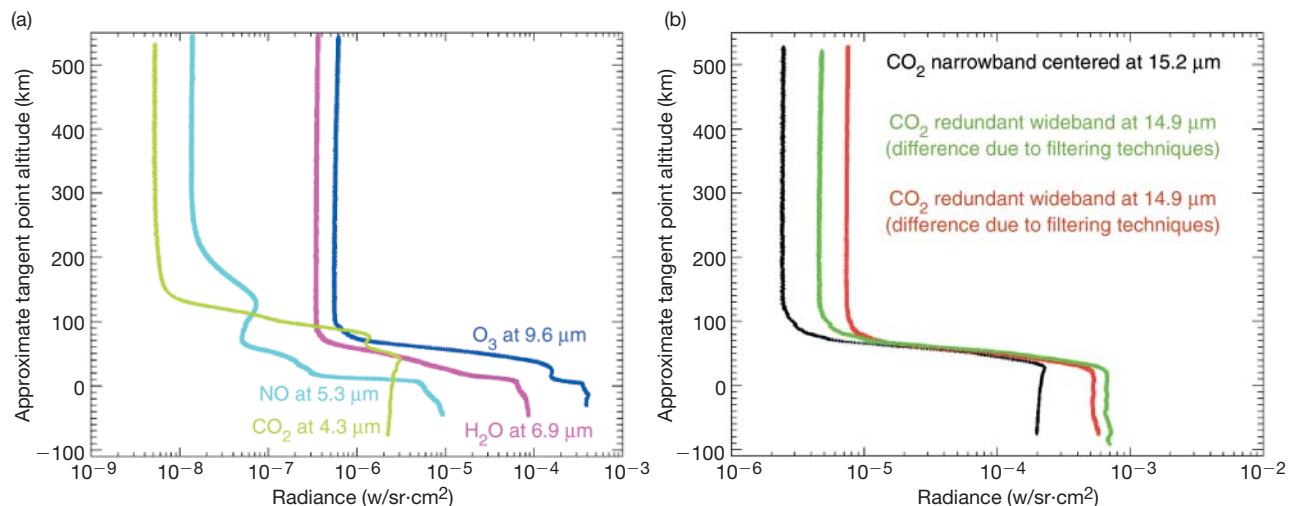 (a)
Approximate tangent point altitude (km)
500
400
300
200
100
0
−100
O₃ at 9.6 μm
NO at 5.3 μm
CO₂ at 4.3 μm
H₂O at 6.9 μm
10⁻⁹ 10⁻⁸ 10⁻⁷ 10⁻⁶ 10⁻⁵ 10⁻⁴ 10⁻³
Radiance (w/sr·cm²)
(b)
Approximate tangent point altitude (km)
500
400
300
200
100
0
−100
CO₂ narrowband centered at 15.2 μm
CO₂ redundant wideband at 14.9 μm
(difference due to filtering techniques)
CO₂ redundant wideband at 14.9 μm
(difference due to filtering techniques)
10⁻⁶ 10⁻⁵ 10⁻⁴ 10⁻³ 10⁻²
Radiance (w/sr·cm²)